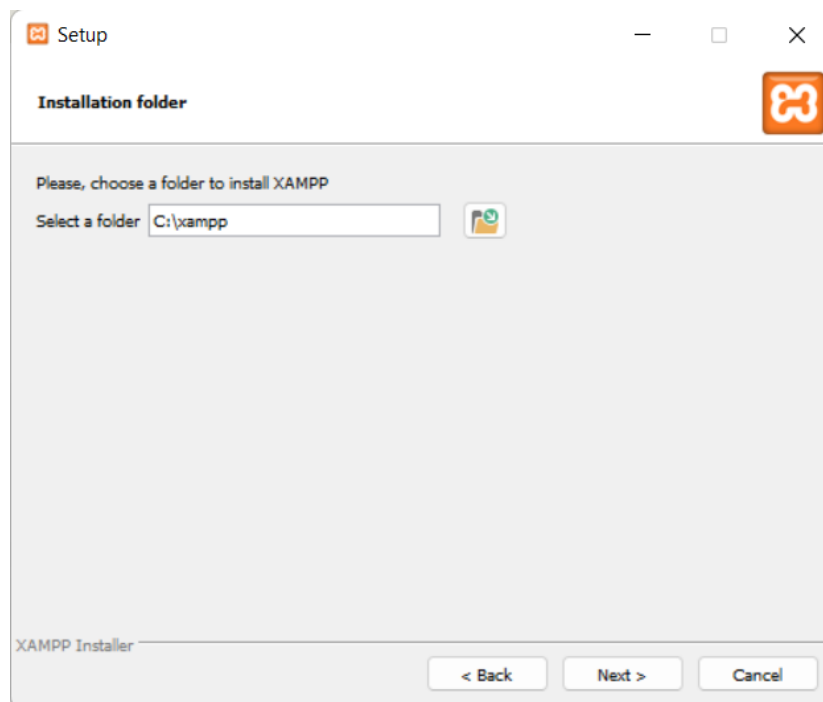 Setup
Installation folder
Please, choose a folder to install XAMPP
Select a folder C:\xampp
XAMPP Installer
< Back Next > Cancel